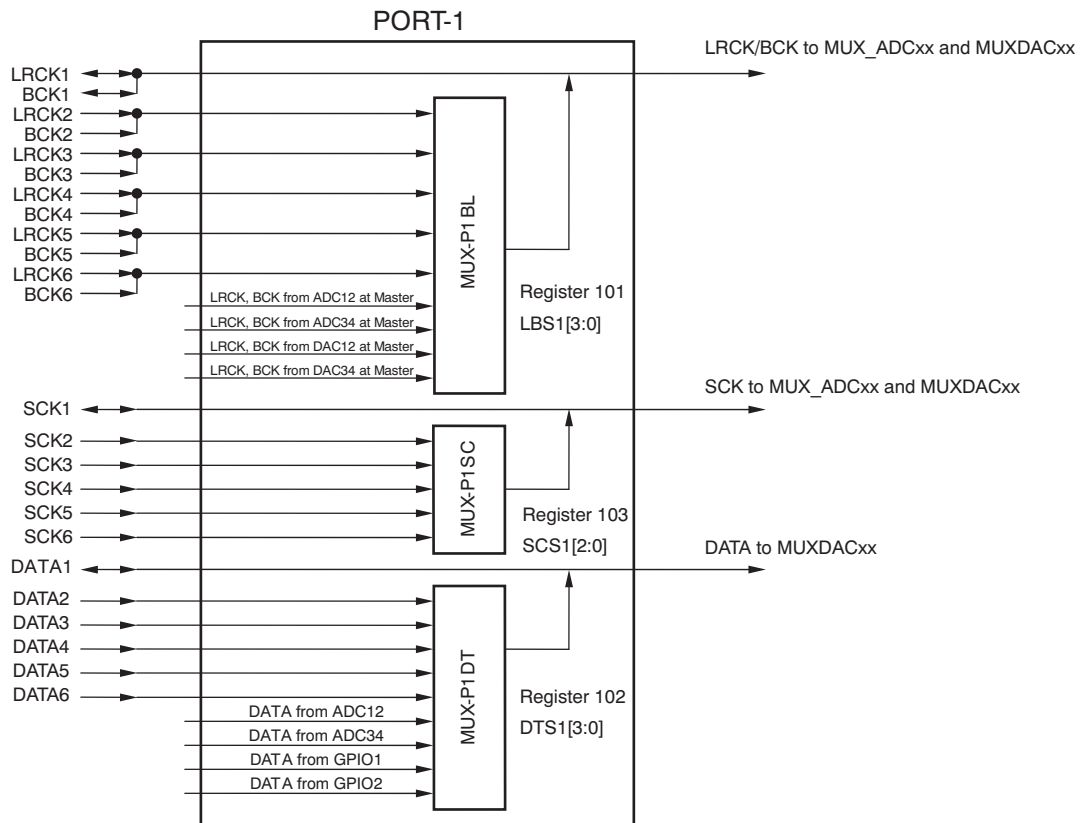 PORT-1
LRCK/BCK to MUX_ADCxx and MUXDACxx
LRCK1
BCK1
LRCK2
BCK2
LRCK3
BCK3
LRCK4
BCK4
LRCK5
BCK5
LRCK6
BCK6
LRCK, BCK from ADC12 at Master
LRCK, BCK from ADC34 at Master
LRCK, BCK from DAC12 at Master
LRCK, BCK from DAC34 at Master
MUX-P1 BL
Register 101
LBS1[3:0]
SCK to MUX_ADCxx and MUXDACxx
SCK1
SCK2
SCK3
SCK4
SCK5
SCK6
MUX-P1SC
Register 103
SCS1[2:0]
DATA to MUXDACxx
DATA1
DATA2
DATA3
DATA4
DATA5
DATA6
DATA from ADC12
DATA from ADC34
DATA from GPIO1
DATA from GPIO2
MUX-P1DT
Register 102
DTS1[3:0]